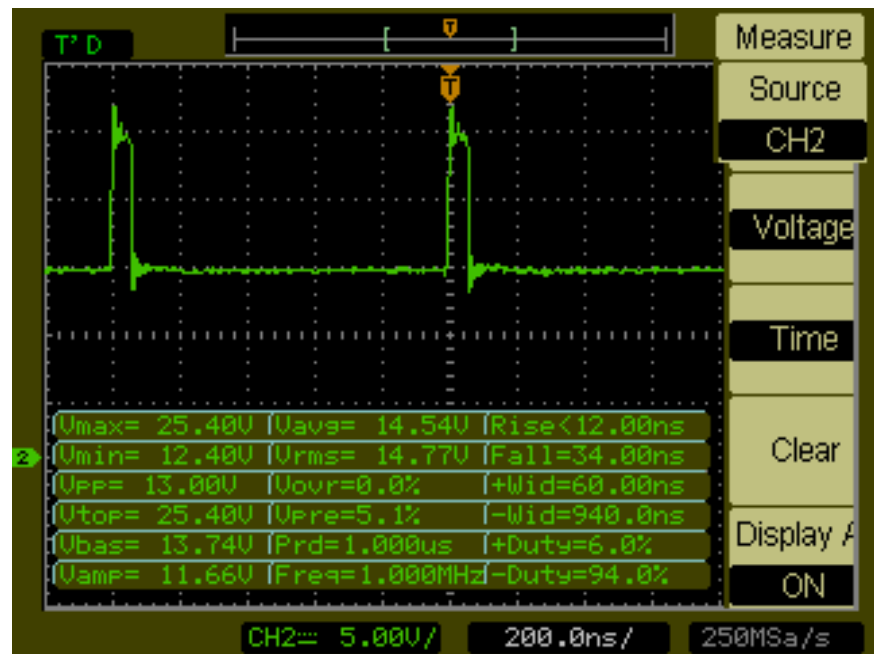 T' D
T
Measure
Source
CH2
T
Voltage
Time
Clear
Display A
ON
Vmax= 25.40V Vavg= 14.54V Rise<12.00ns
2 Vmin= 12.40V Vrms= 14.77V Fall=34.00ns
VPP= 13.00V Vovr=0.0% +Wid=60.00ns
Vtop= 25.40V Vpre=5.1% -Wid=940.0ns
Vbas= 13.74V Prd=1.000us +Duty=6.0%
Vamp= 11.66V Freq=1.000MHz -Duty=94.0%
CH2 5.00V/ 200.0ns/ 250MSa/s